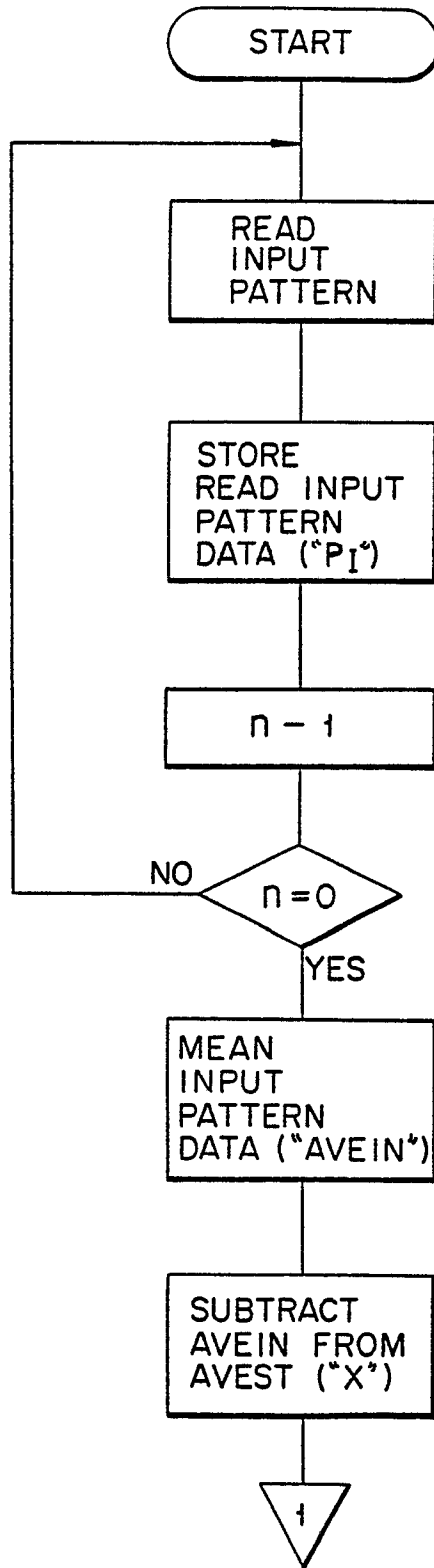 START
READ
INPUT
PATTERN
STORE
READ INPUT
PATTERN
DATA ("PI")
n - 1
n=0
NO
YES
MEAN
INPUT
PATTERN
DATA ("AVEIN")
SUBTRACT
AVEIN FROM
AVEST ("X")
1